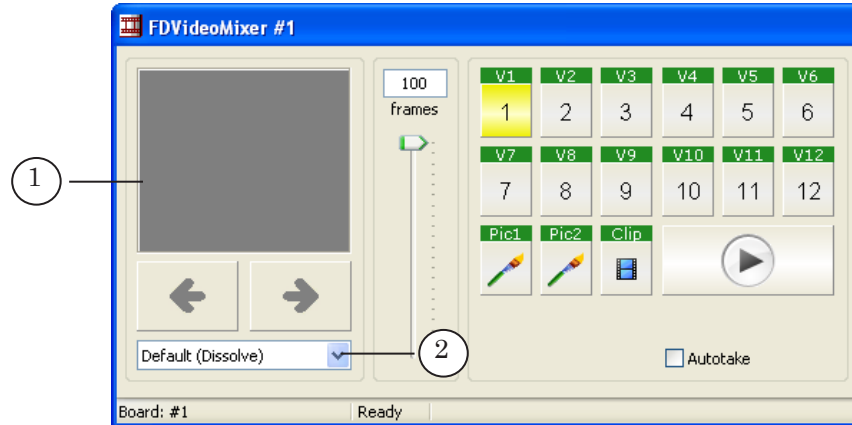 FDVideoMixer #1
100
frames
V1 V2 V3 V4 V5 V6
1 2 3 4 5 6
V7 V8 V9 V10 V11 V12
7 8 9 10 11 12
Pic1 Pic2 Clip
1
Default (Dissolve)
2
Autotake
Board: #1 Ready